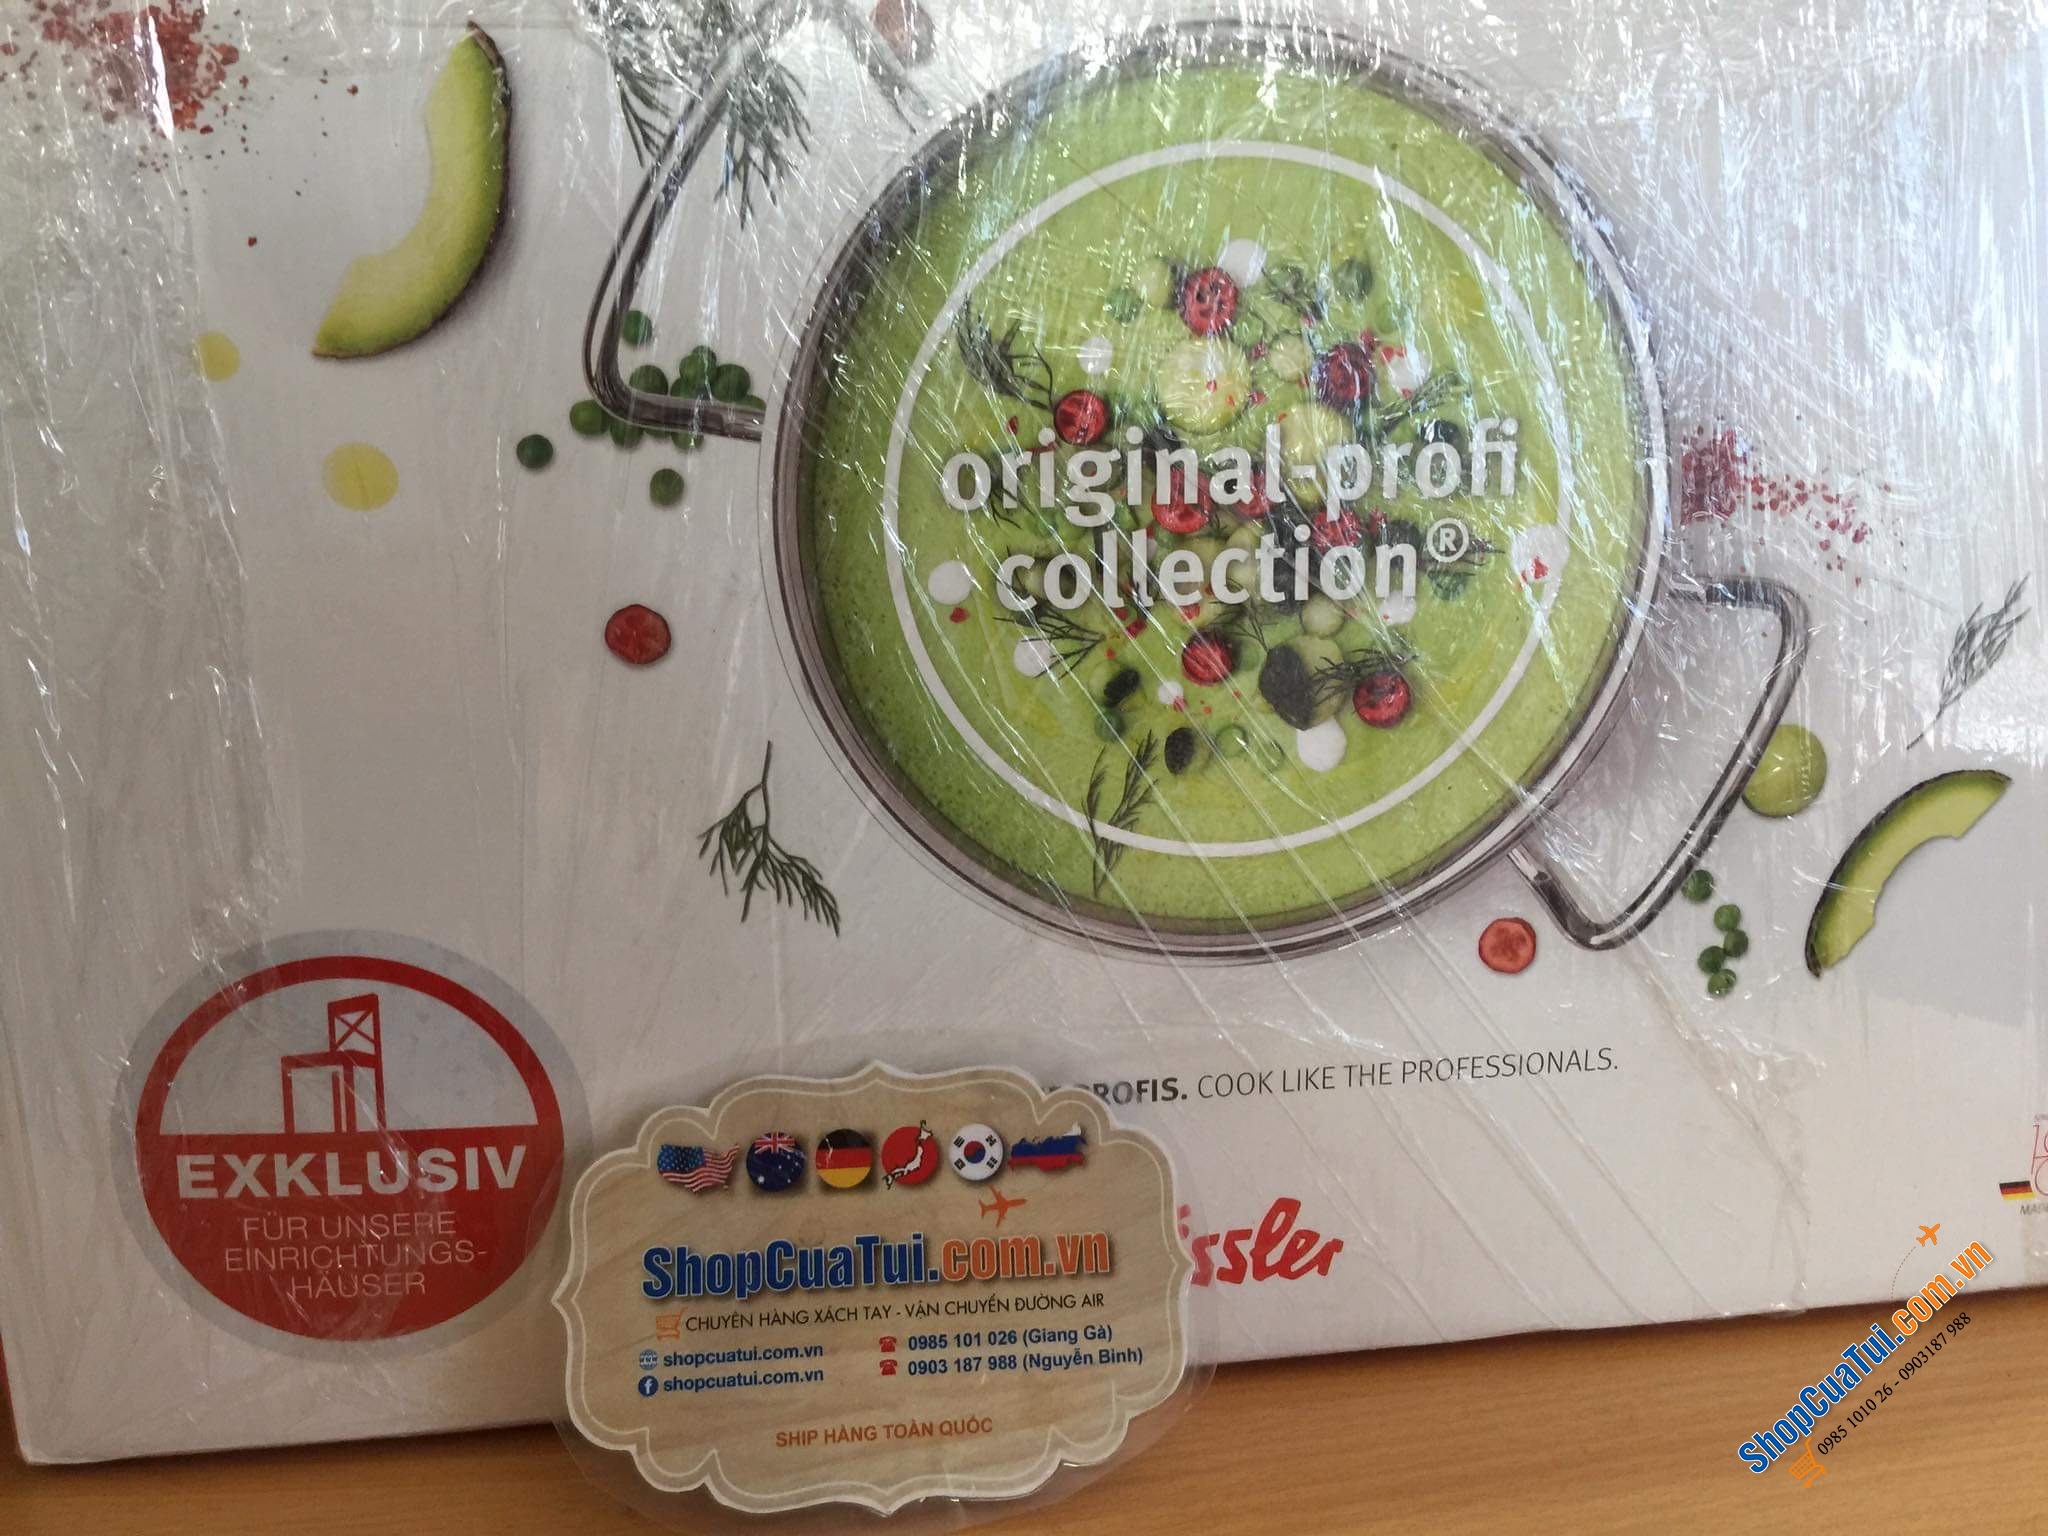 original-profi
collection®
PROFIS. COOK LIKE THE PROFESSIONALS.
EXKLUSIV
FÜR UNSERE
EINRICHTUNGS-
HÄUSER
ssler
ShopCuaTui.com.vn
CHUYÊN HÀNG XÁCH TAY - VẬN CHUYỂN ĐƯỜNG AIR
shopcuatui.com.vn
0985 101 026 (Giang Gà)
shopcuatui.com.vn
0903 187 988 (Nguyễn Bình)
SHIP HÀNG TOÀN QUỐC
ShopCuaTui.com.vn
0985 1010 26 - 0903187 988